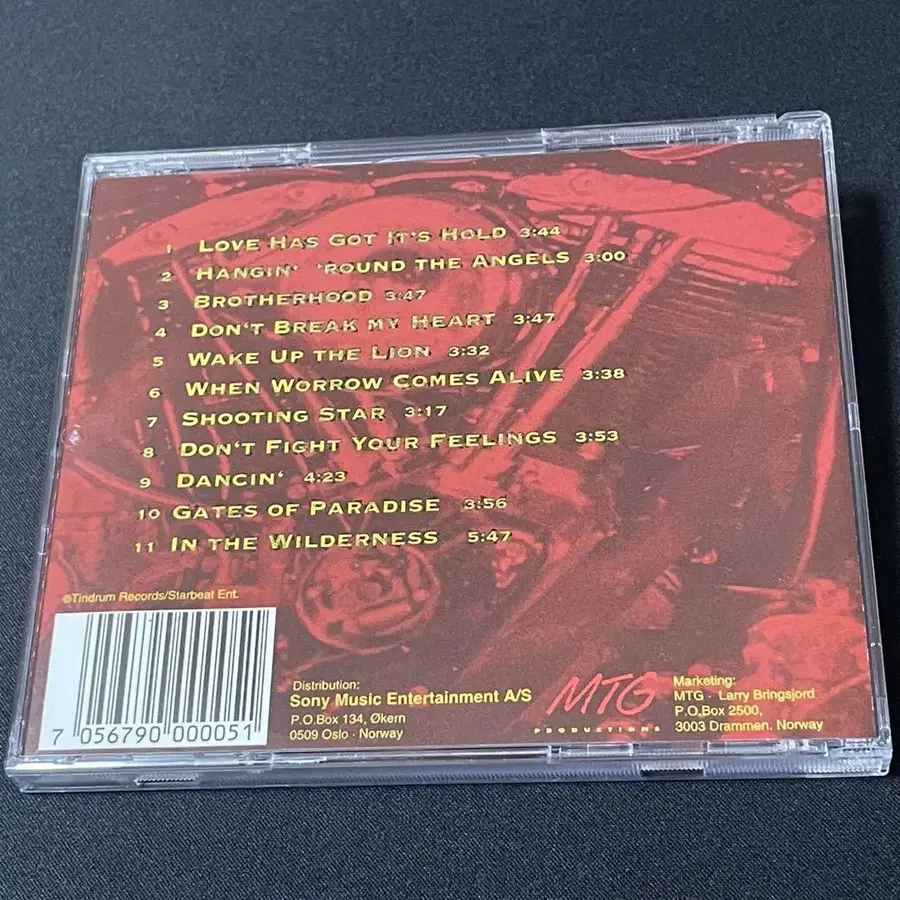 1 LOVE HAS GOT IT'S HOLD 3:44
2 HANGIN' 'ROUND THE ANGELS 3:00
3 BROTHERHOOD 3:47
4 DON'T BREAK MY HEART 3:47
5 WAKE UP THE LION 3:32
6 WHEN WORROW COMES ALIVE 3:38
7 SHOOTING STAR 3:17
8 DON'T FIGHT YOUR FEELINGS 3:53
9 DANCIN' 4:23
10 GATES OF PARADISE 3:56
11 IN THE WILDERNESS 5:47
℗Tindrum Records/Starbeat Ent.
7 056790 000051
Distribution:
Sony Music Entertainment A/S
P.O.Box 134, Økern
0509 Oslo · Norway
MTG
PRODUCTIONS
Marketing:
MTG · Larry Bringsjord
P.O.Box 2500,
3003 Drammen. Norway